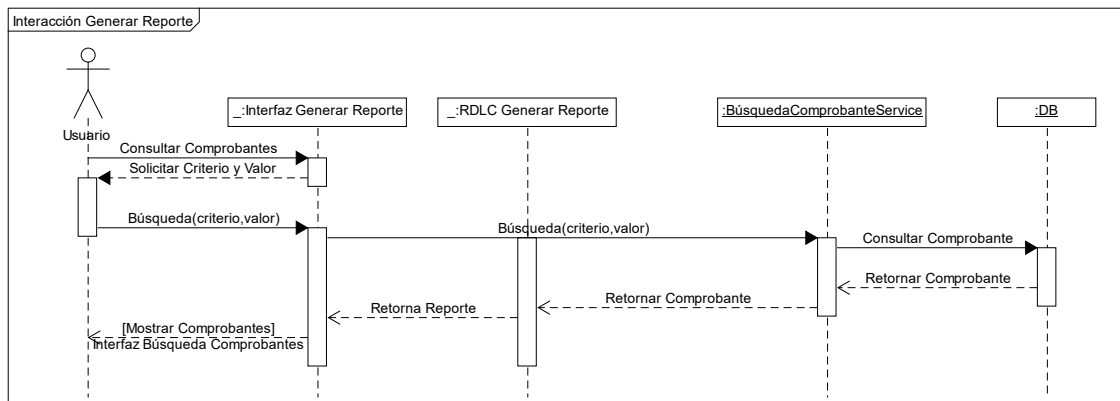 Interacción Generar Reporte
Usuario
_:Interfaz Generar Reporte
_:RDLC Generar Reporte
:BúsquedaComprobanteService
:DB
Consultar Comprobantes
Solicitar Criterio y Valor
Búsqueda(criterio,valor)
Búsqueda(criterio,valor)
Consultar Comprobante
Retornar Comprobante
Retornar Comprobante
Retorna Reporte
[Mostrar Comprobantes]
Interfaz Búsqueda Comprobantes